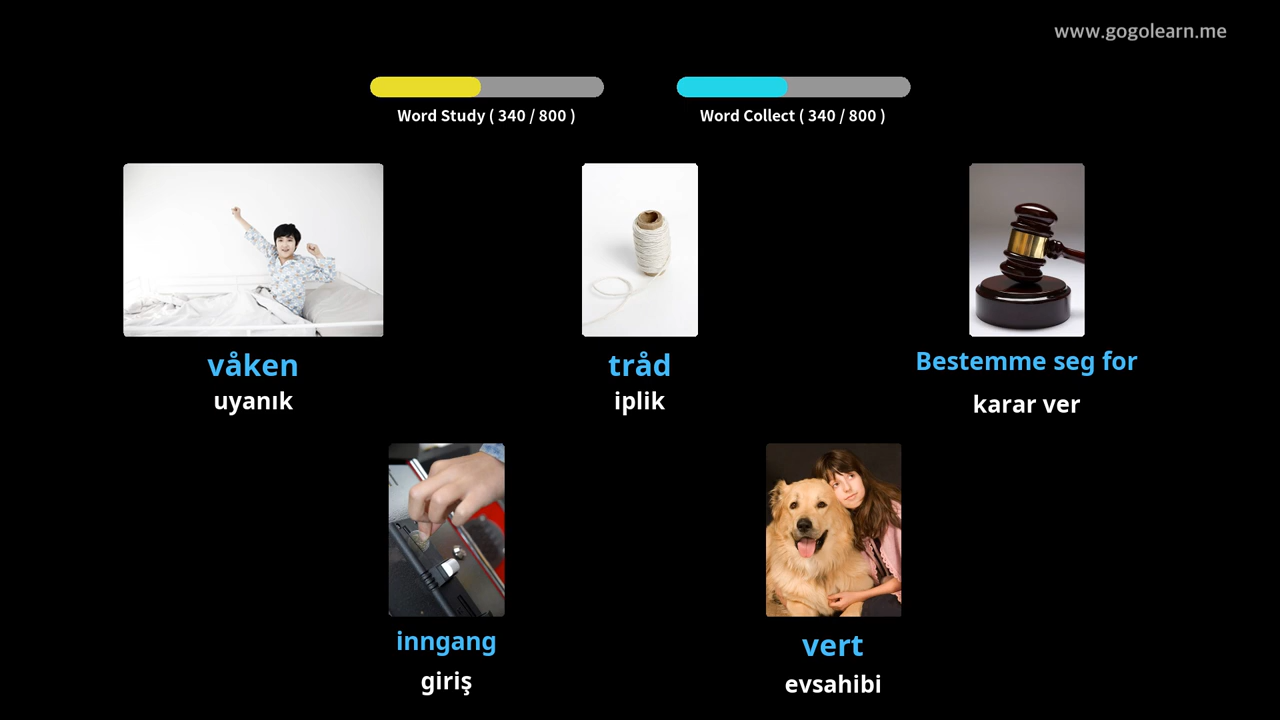 www.gogolearn.me
Word Study ( 340 / 800 )
Word Collect ( 340 / 800 )
våken
uyanık
tråd
iplik
Bestemme seg for
karar ver
inngang
giriş
vert
evsahibi